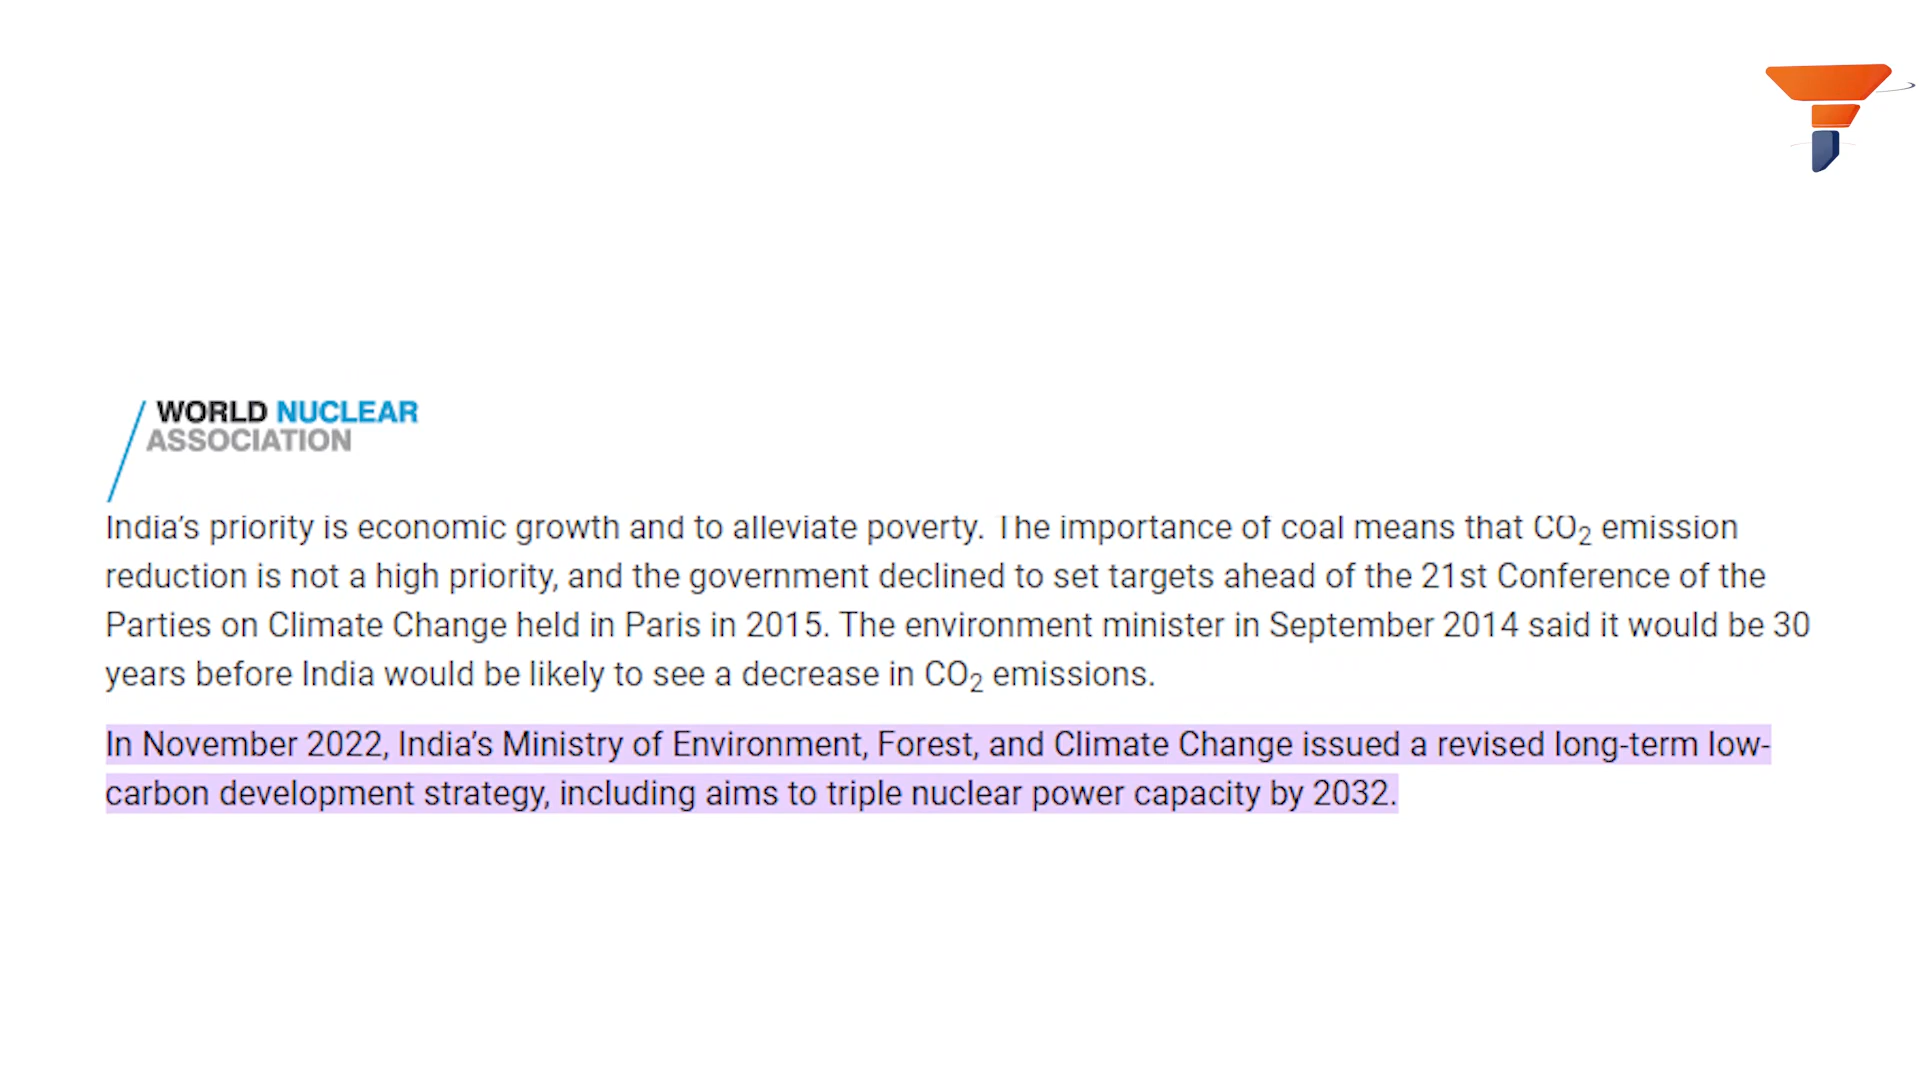 WORLD NUCLEAR
ASSOCIATION
India’s priority is economic growth and to alleviate poverty. The importance of coal means that CO₂ emission
reduction is not a high priority, and the government declined to set targets ahead of the 21st Conference of the
Parties on Climate Change held in Paris in 2015. The environment minister in September 2014 said it would be 30
years before India would be likely to see a decrease in CO₂ emissions.
In November 2022, India’s Ministry of Environment, Forest, and Climate Change issued a revised long-term low-
carbon development strategy, including aims to triple nuclear power capacity by 2032.